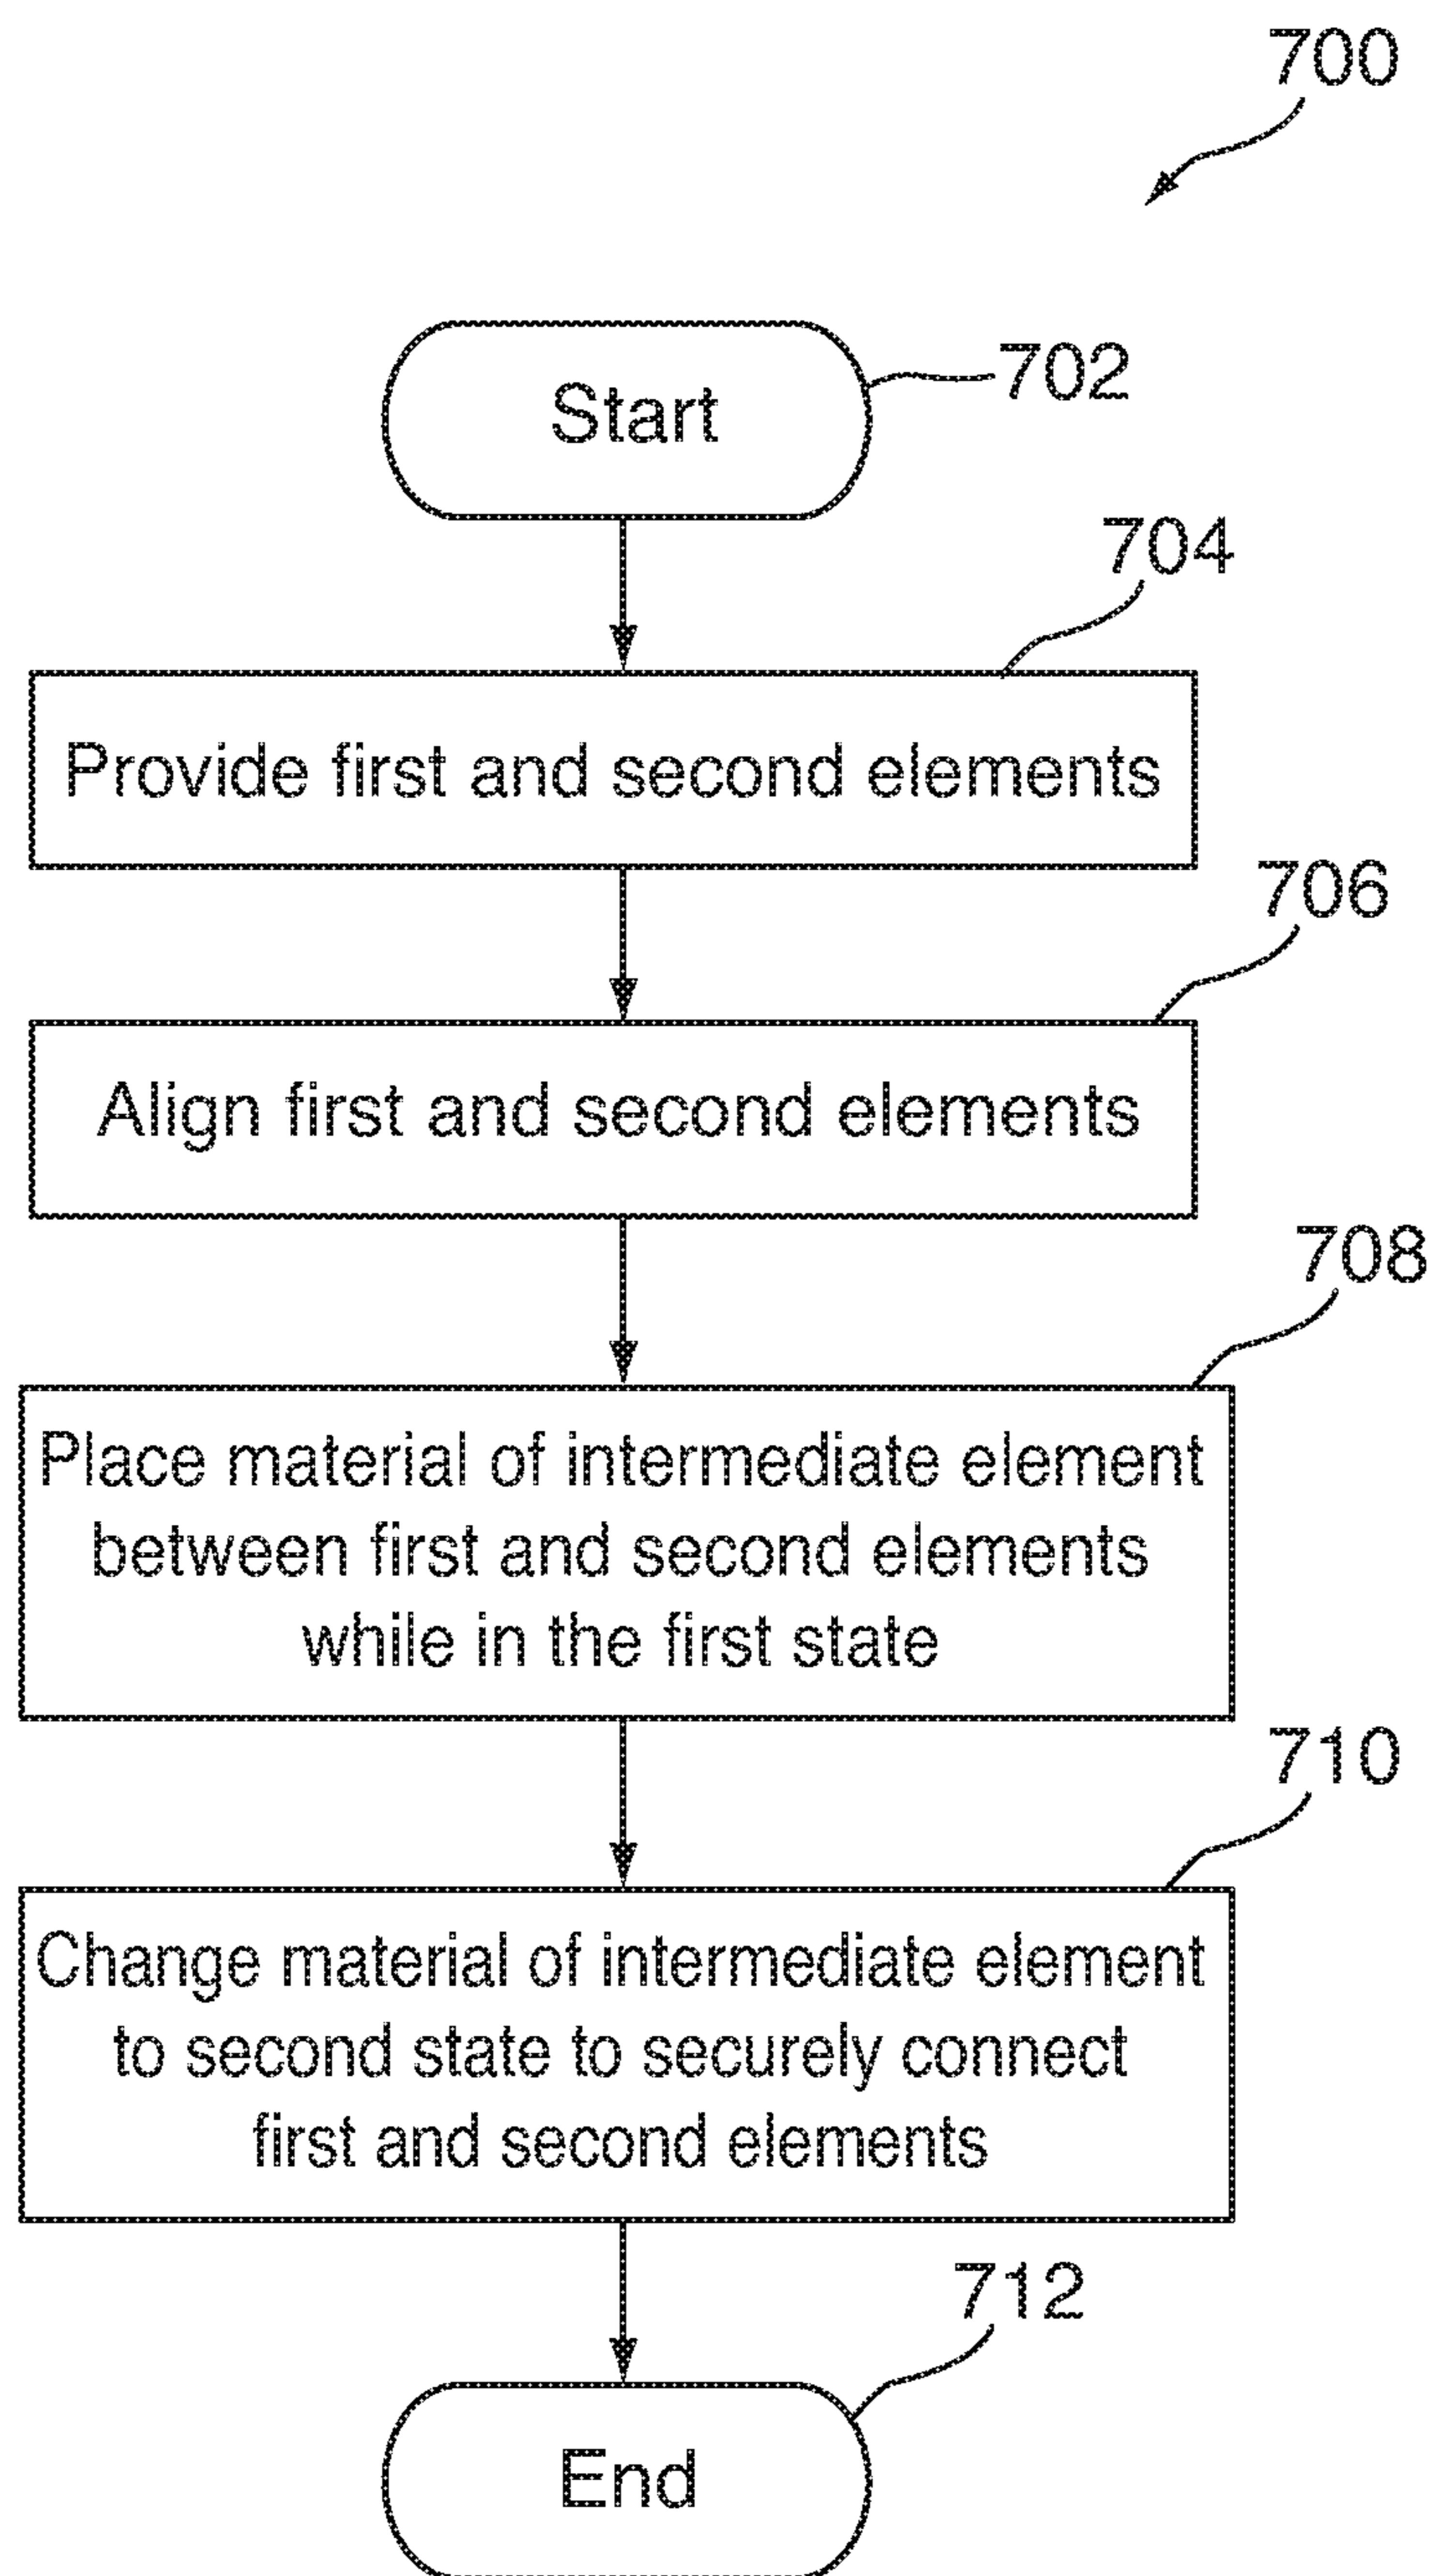 700
Start
702
704
Provide first and second elements
706
Align first and second elements
708
Place material of intermediate element
between first and second elements
while in the first state
710
Change material of intermediate element
to second state to securely connect
first and second elements
712
End